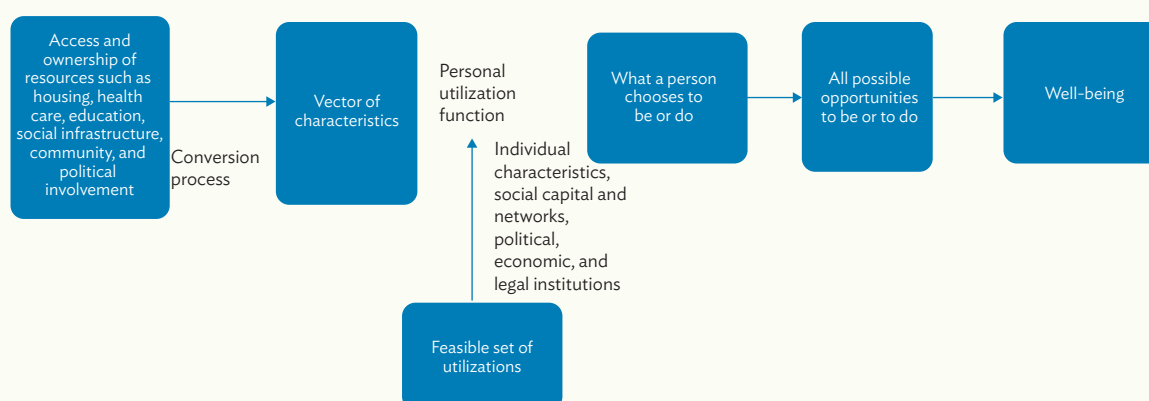 Access and
ownership of
resources such as
housing, health
care, education,
social infrastructure,
community, and
political
involvement
Conversion
process
Vector of
characteristics
Personal
utilization
function
Individual
characteristics,
social capital and
networks,
political,
economic, and
legal institutions
Feasible set of
utilizations
What a person
chooses to
be or do
All possible
opportunities
to be or to do
Well-being